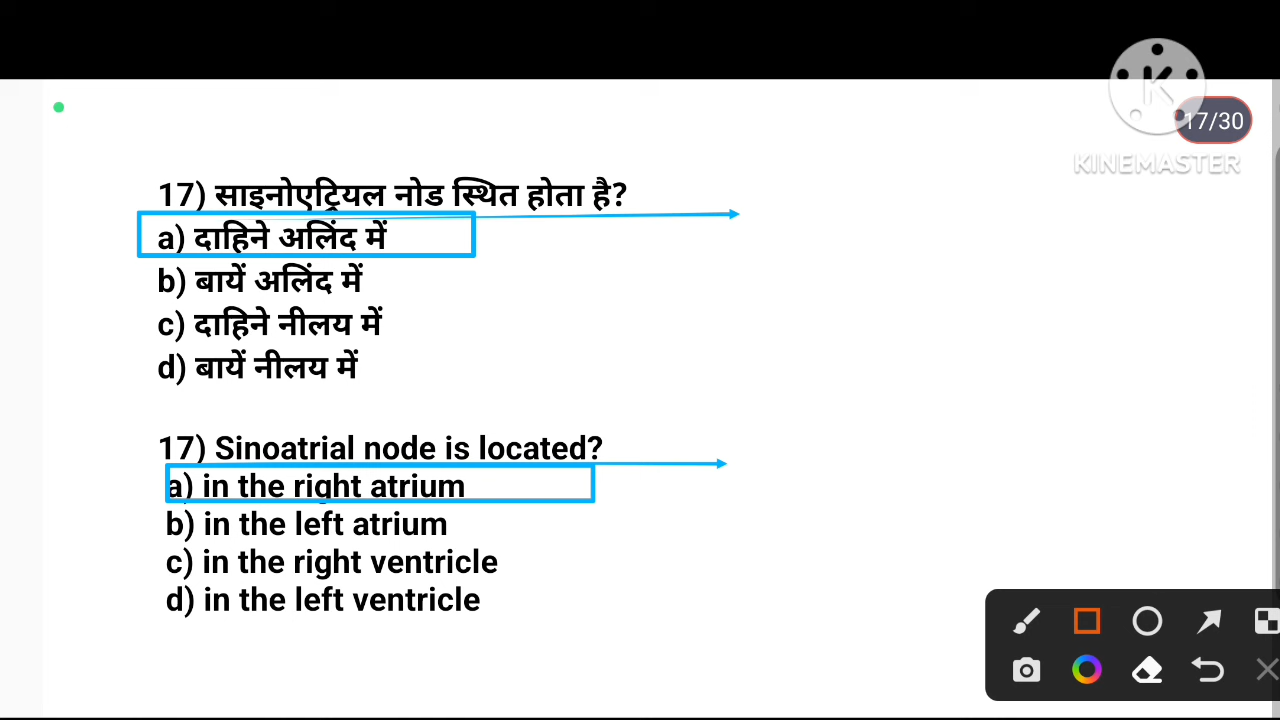 17/30
KINEMASTER
17) साइनोएट्रियल नोड स्थित होता है?
a) दाहिने अलिंद में
b) बायें अलिंद में
c) दाहिने नीलय में
d) बायें नीलय में
17) Sinoatrial node is located?
a) in the right atrium
b) in the left atrium
c) in the right ventricle
d) in the left ventricle